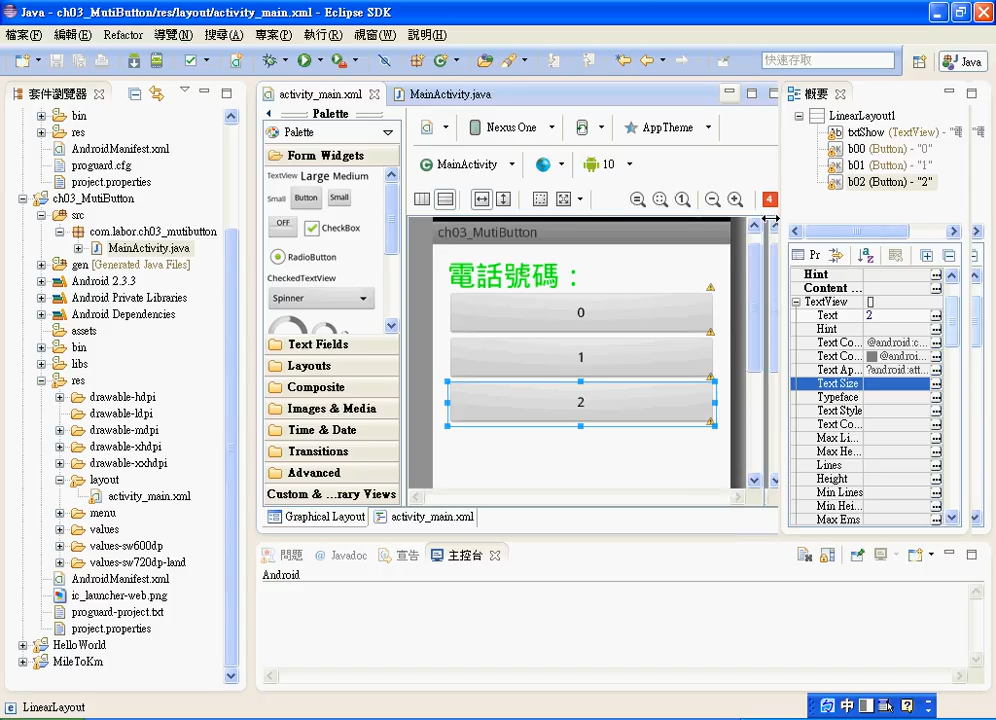 Java - ch03_MutiButton/res/layout/activity_main.xml - Eclipse SDK
檔案(F) 編輯(E) Refactor 導覽(N) 搜尋(A) 專案(P) 執行(R) 視窗(W) 說明(H)
快速存取
Java
套件瀏覽器
bin
res
AndroidManifest.xml
proguard.cfg
project.properties
ch03_MutiButton
src
com.labor.ch03_mutibutton
MainActivity.java
gen [Generated Java Files]
Android 2.3.3
Android Private Libraries
Android Dependencies
assets
bin
libs
res
drawable-hdpi
drawable-ldpi
drawable-mdpi
drawable-xhdpi
drawable-xxhdpi
layout
activity_main.xml
menu
values
values-sw600dp
values-sw720dp-land
AndroidManifest.xml
ic_launcher-web.png
proguard-project.txt
project.properties
HelloWorld
MileToKm
activity_main.xml MainActivity.java
Palette
Palette
Form Widgets
TextView Large Medium
Small Button Small
OFF CheckBox
RadioButton
CheckedTextView
Spinner
Text Fields
Layouts
Composite
Images & Media
Time & Date
Transitions
Advanced
Custom & ...rary Views
Nexus One AppTheme
MainActivity 10
4
ch03_MutiButton
電話號碼：
0
1
2
Graphical Layout activity_main.xml
概要
LinearLayout1
txtShow (TextView) - "電
b00 (Button) - "0"
b01 (Button) - "1"
b02 (Button) - "2"
Pr
Hint
Content ...
TextView []
Text 2
Hint
Text Co... @android:c...
Text Co... @androi...
Text Ap... ?android:att...
Text Size
Typeface
Text Style
Text Co...
Max Li...
Max He...
Lines
Height
Min Lines
Min Hei...
Max Ems
問題 @ Javadoc 宣告 主控台
Android
LinearLayout
中